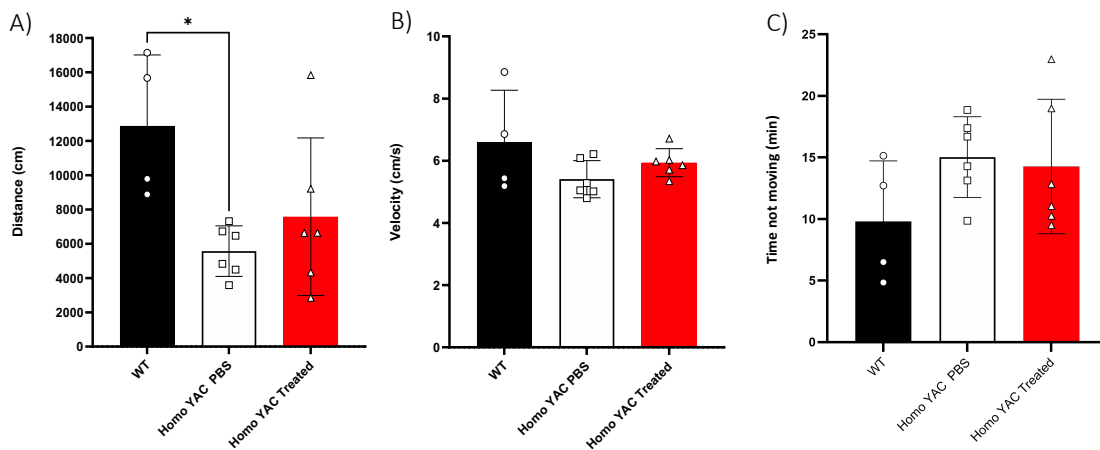 A)
*
Distance (cm)
18000
16000
14000
12000
10000
8000
6000
4000
2000
0
WT
Homo YAC PBS
Homo YAC Treated
B)
Velocity (cm/s)
10
8
6
4
2
0
WT
Homo YAC PBS
Homo YAC Treated
C)
Time not moving (min)
25
20
15
10
5
0
WT
Homo YAC PBS
Homo YAC Treated